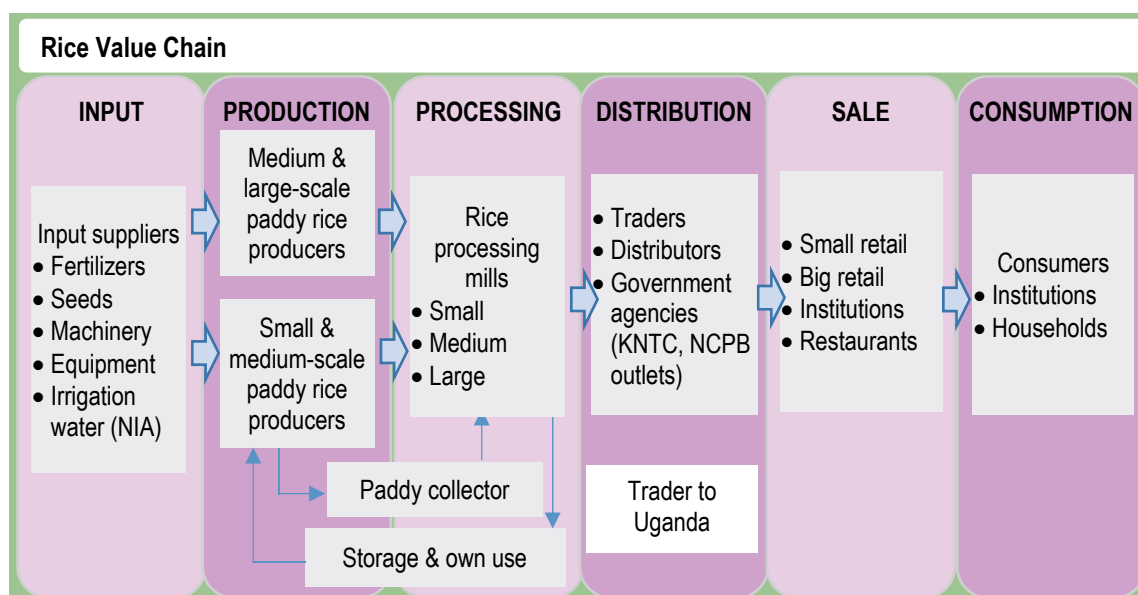 Rice Value Chain
INPUT
Input suppliers
• Fertilizers
• Seeds
• Machinery
• Equipment
• Irrigation
water (NIA)
PRODUCTION
Medium &
large-scale
paddy rice
producers
Small &
medium-scale
paddy rice
producers
PROCESSING
Rice
processing
mills
• Small
• Medium
• Large
Paddy collector
Storage & own use
DISTRIBUTION
• Traders
• Distributors
• Government
agencies
(KNTC, NCPB
outlets)
Trader to
Uganda
SALE
• Small retail
• Big retail
• Institutions
• Restaurants
CONSUMPTION
Consumers
• Institutions
• Households